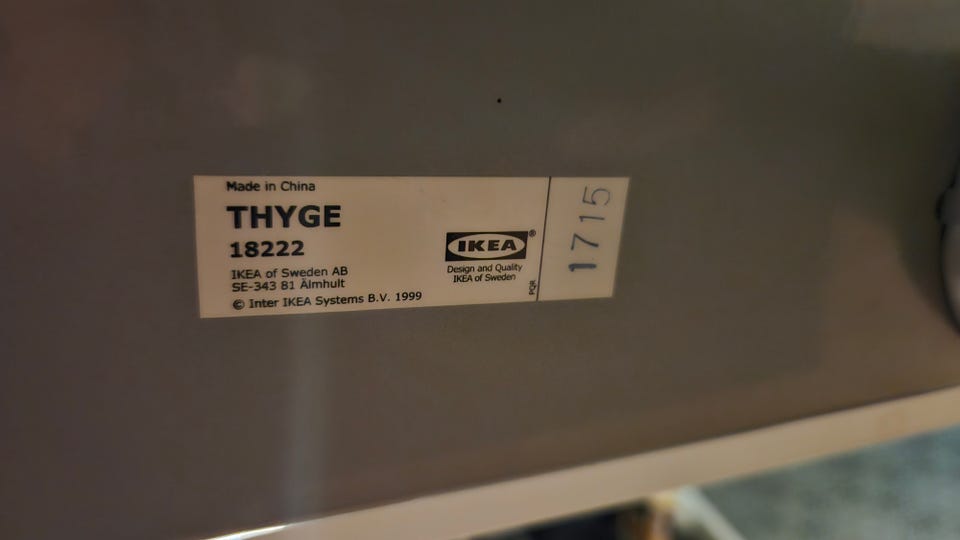 Made in China
THYGE
18222
IKEA of Sweden AB
SE-343 81 Älmhult
© Inter IKEA Systems B.V. 1999
IKEA®
Design and Quality
IKEA of Sweden
PQR
1715